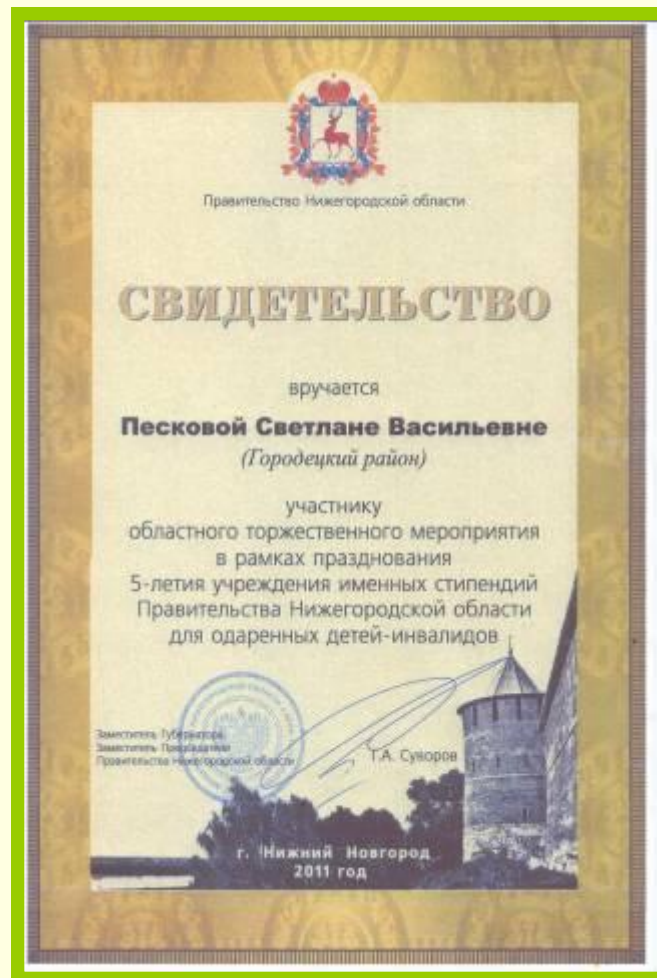 Правительство Нижегородской области
СВИДЕТЕЛЬСТВО
вручается
Песковой Светлане Васильевне
(Городецкий район)
участнику
областного торжественного мероприятия
в рамках празднования
5-летия учреждения именных стипендий
Правительства Нижегородской области
для одаренных детей-инвалидов
Заместитель Губернатора,
Заместитель Председателя
Правительства Нижегородской области
Т.А. Суворов
г. Нижний Новгород
2011 год